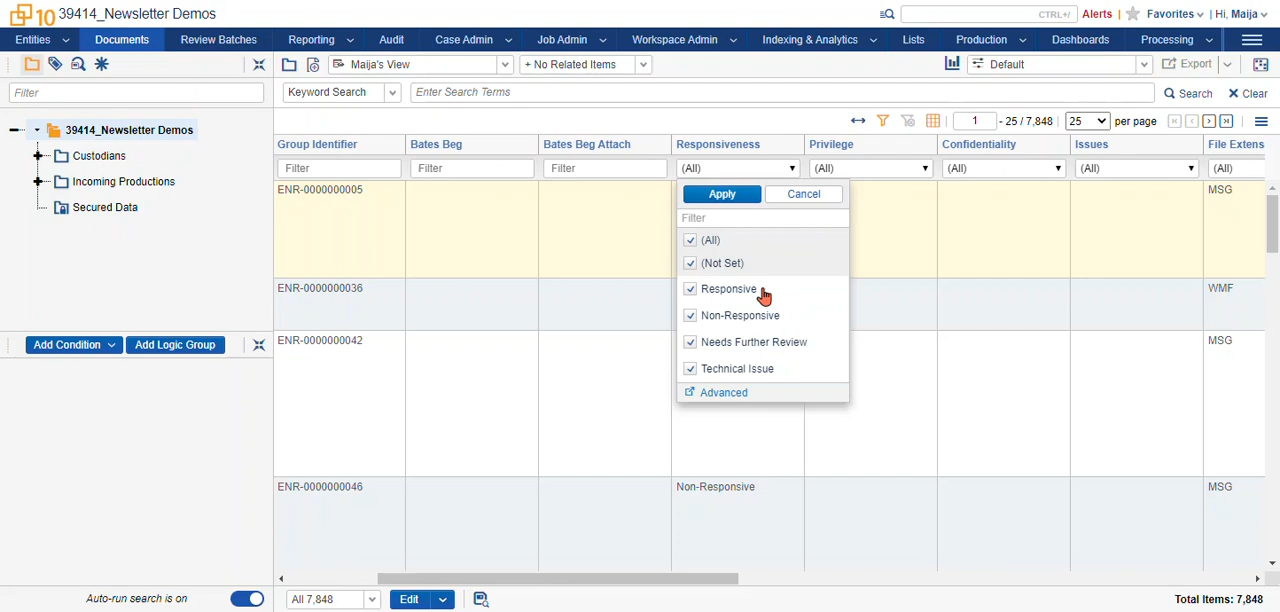 10 39414_Newsletter Demos
CTRL+/ Alerts | Favorites | Hi, Maija
Entities Documents Review Batches Reporting Audit Case Admin Job Admin Workspace Admin Indexing & Analytics Lists Production Dashboards Processing
Maija's View + No Related Items Default Export
Filter Keyword Search Enter Search Terms Search Clear
1 - 25 / 7,848 25 per page
39414_Newsletter Demos
Custodians
Incoming Productions
Secured Data
Group Identifier Bates Beg Bates Beg Attach Responsiveness Privilege Confidentiality Issues File Extens
Filter Filter Filter (All) (All) (All) (All) (All)
ENR-0000000005 MSG
Apply Cancel
Filter
(All)
(Not Set)
Responsive
Non-Responsive
Needs Further Review
Technical Issue
Advanced
ENR-0000000036 WMF
ENR-0000000042 MSG
ENR-0000000046 Non-Responsive MSG
Add Condition Add Logic Group
Auto-run search is on All 7,848 Edit Total Items: 7,848